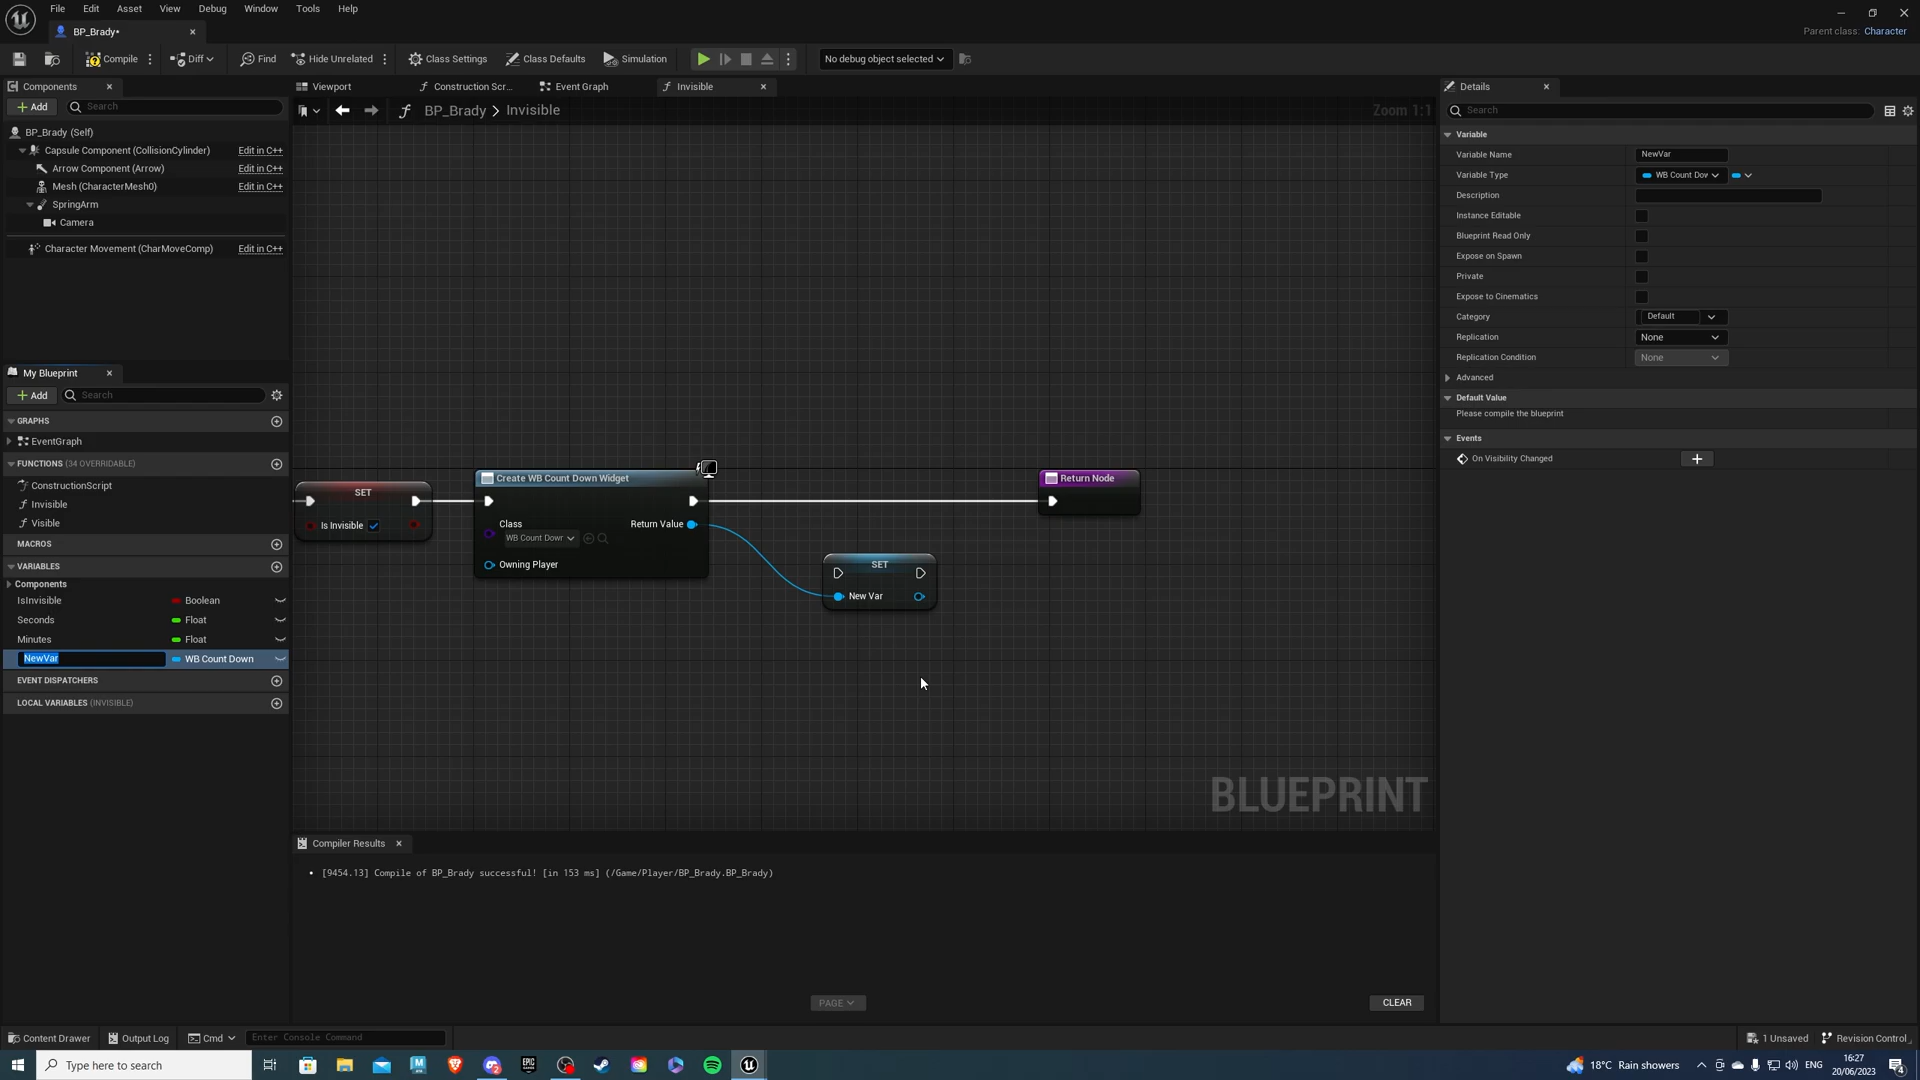 File Edit Asset View Debug Window Tools Help
BP_Brady•
Parent class: Character
Compile Diff Find Hide Unrelated Class Settings Class Defaults Simulation No debug object selected
Components
Viewport Construction Scr... Event Graph Invisible
Details
Add Search
BP_Brady > Invisible
Zoom 1:1
Search
BP_Brady (Self)
Capsule Component (CollisionCylinder) Edit in C++
Arrow Component (Arrow) Edit in C++
Mesh (CharacterMesh0) Edit in C++
SpringArm
Camera
Character Movement (CharMoveComp) Edit in C++
My Blueprint
Add Search
GRAPHS
EventGraph
FUNCTIONS (34 OVERRIDABLE)
ConstructionScript
Invisible
Visible
MACROS
VARIABLES
Components
IsInvisible Boolean
Seconds Float
Minutes Float
NewVar WB Count Down
EVENT DISPATCHERS
LOCAL VARIABLES (INVISIBLE)
SET
Is Invisible
Create WB Count Down Widget
Class
WB Count Dowr
Return Value
Owning Player
SET
New Var
Return Node
BLUEPRINT
Variable
Variable Name NewVar
Variable Type WB Count Dov
Description
Instance Editable
Blueprint Read Only
Expose on Spawn
Private
Expose to Cinematics
Category Default
Replication None
Replication Condition None
Advanced
Default Value
Please compile the blueprint
Events
On Visibility Changed
Compiler Results
[9454.13] Compile of BP_Brady successful! [in 153 ms] (/Game/Player/BP_Brady.BP_Brady)
PAGE
CLEAR
Content Drawer Output Log Cmd Enter Console Command
1 Unsaved Revision Control
Type here to search
18°C Rain showers
ENG
16:27
20/06/2023
4